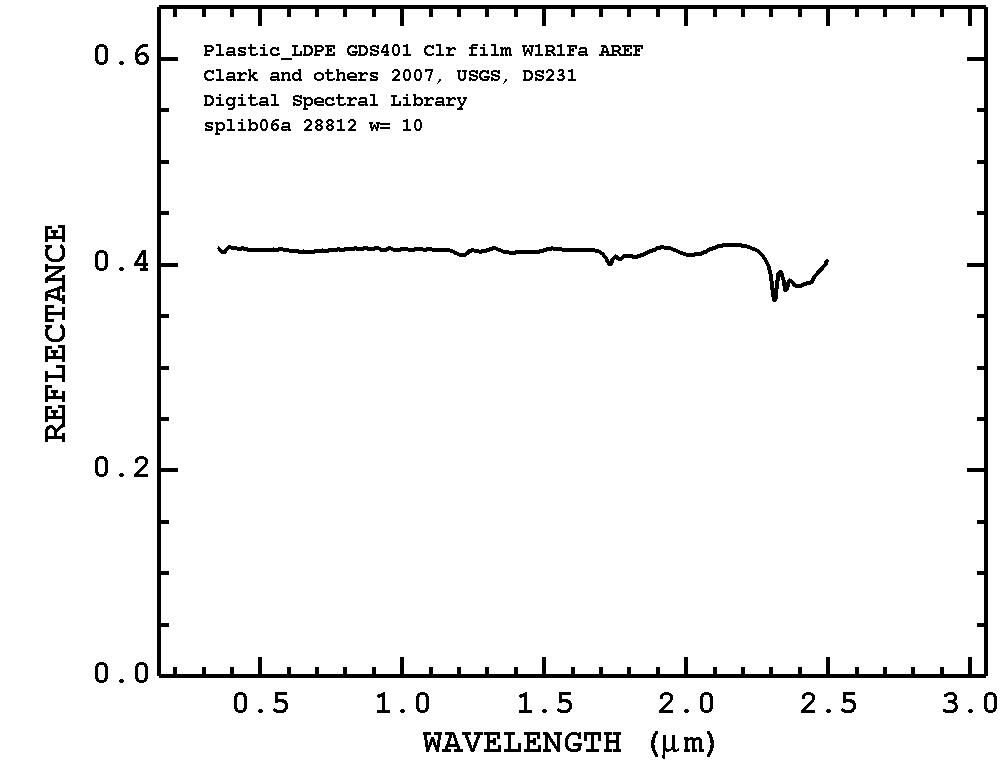 Plastic_LDPE GDS401 Clr film W1R1Fa AREF
Clark and others 2007, USGS, DS231
Digital Spectral Library
splib06a 28812 w= 10
0.6
0.4
0.2
0.0
REFLECTANCE
0.5 1.0 1.5 2.0 2.5 3.0
WAVELENGTH (μm)